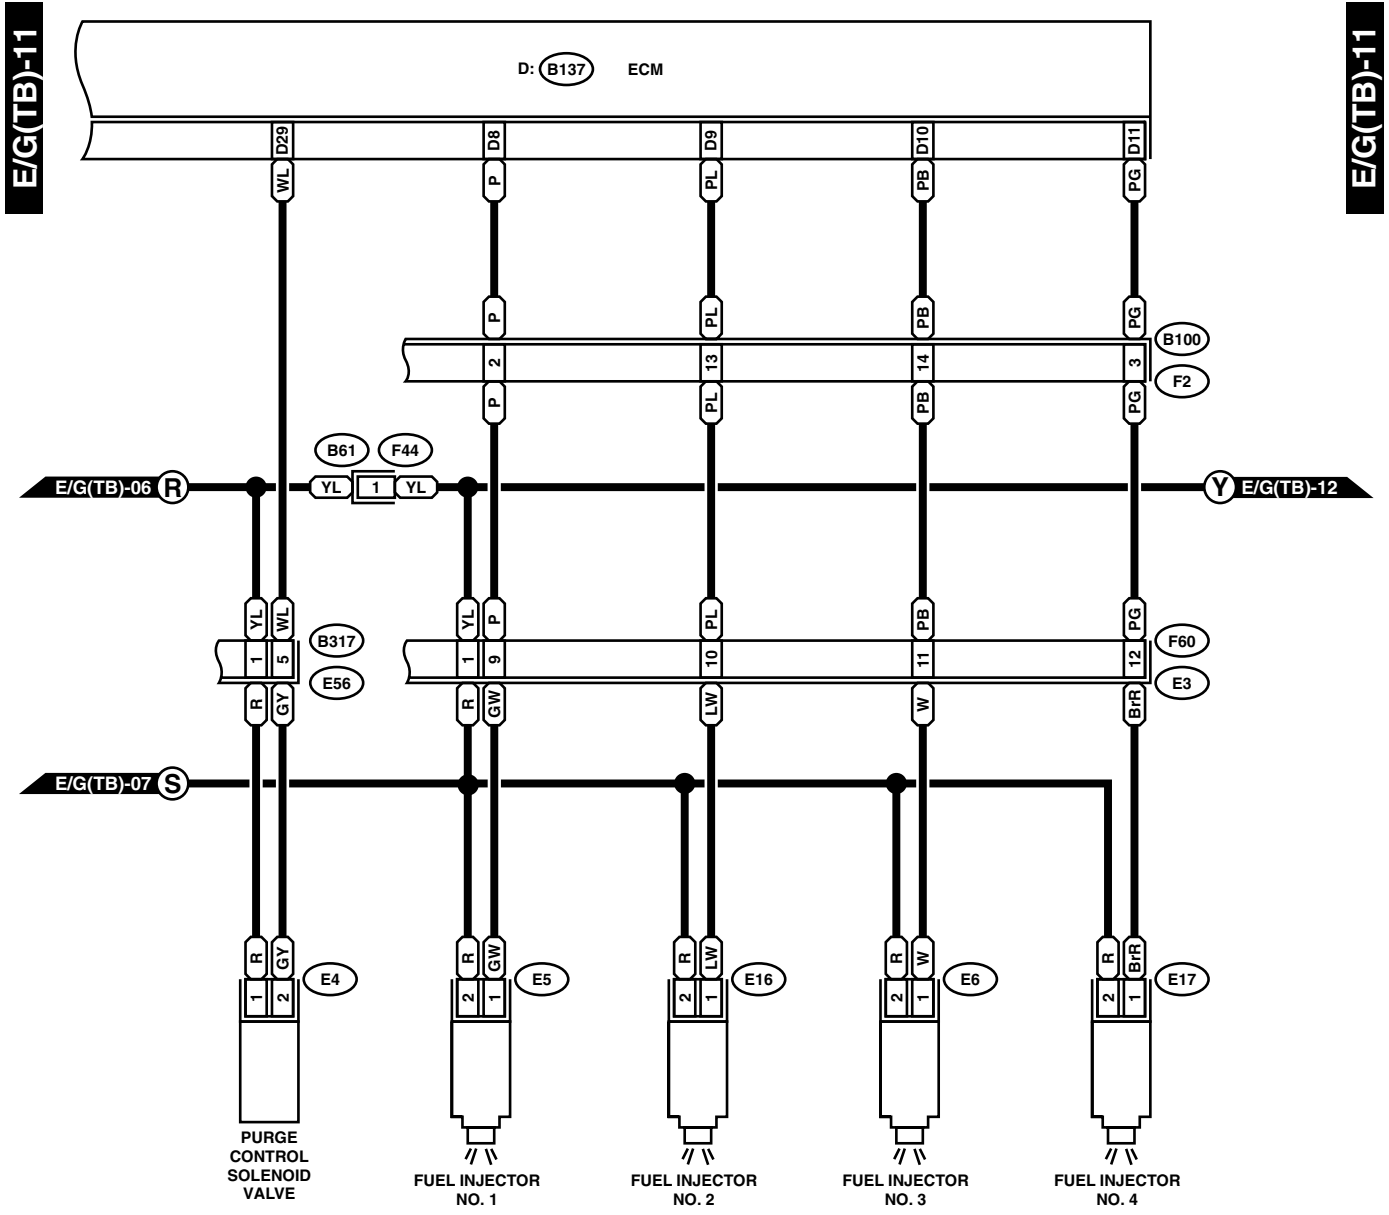 E/G(TB)-11
E/G(TB)-11
D: B137 ECM
D29 D8 D9 D10 D11
WL P PL PB PG
P PL PB PG
B100
2 13 14 3
F2
P PL PB PG
B61 F44
E/G(TB)-06 R YL 1 YL Y E/G(TB)-12
YL WL YL P PL PB PG
B317 F60
1 5 1 9 10 11 12
E56 E3
R GY R GW LW W BrR
E/G(TB)-07 S
R GY R GW R LW R W R BrR
E4 E5 E16 E6 E17
1 2 2 1 2 1 2 1 2 1
PURGE
CONTROL
SOLENOID
VALVE
FUEL INJECTOR
NO. 1
FUEL INJECTOR
NO. 2
FUEL INJECTOR
NO. 3
FUEL INJECTOR
NO. 4